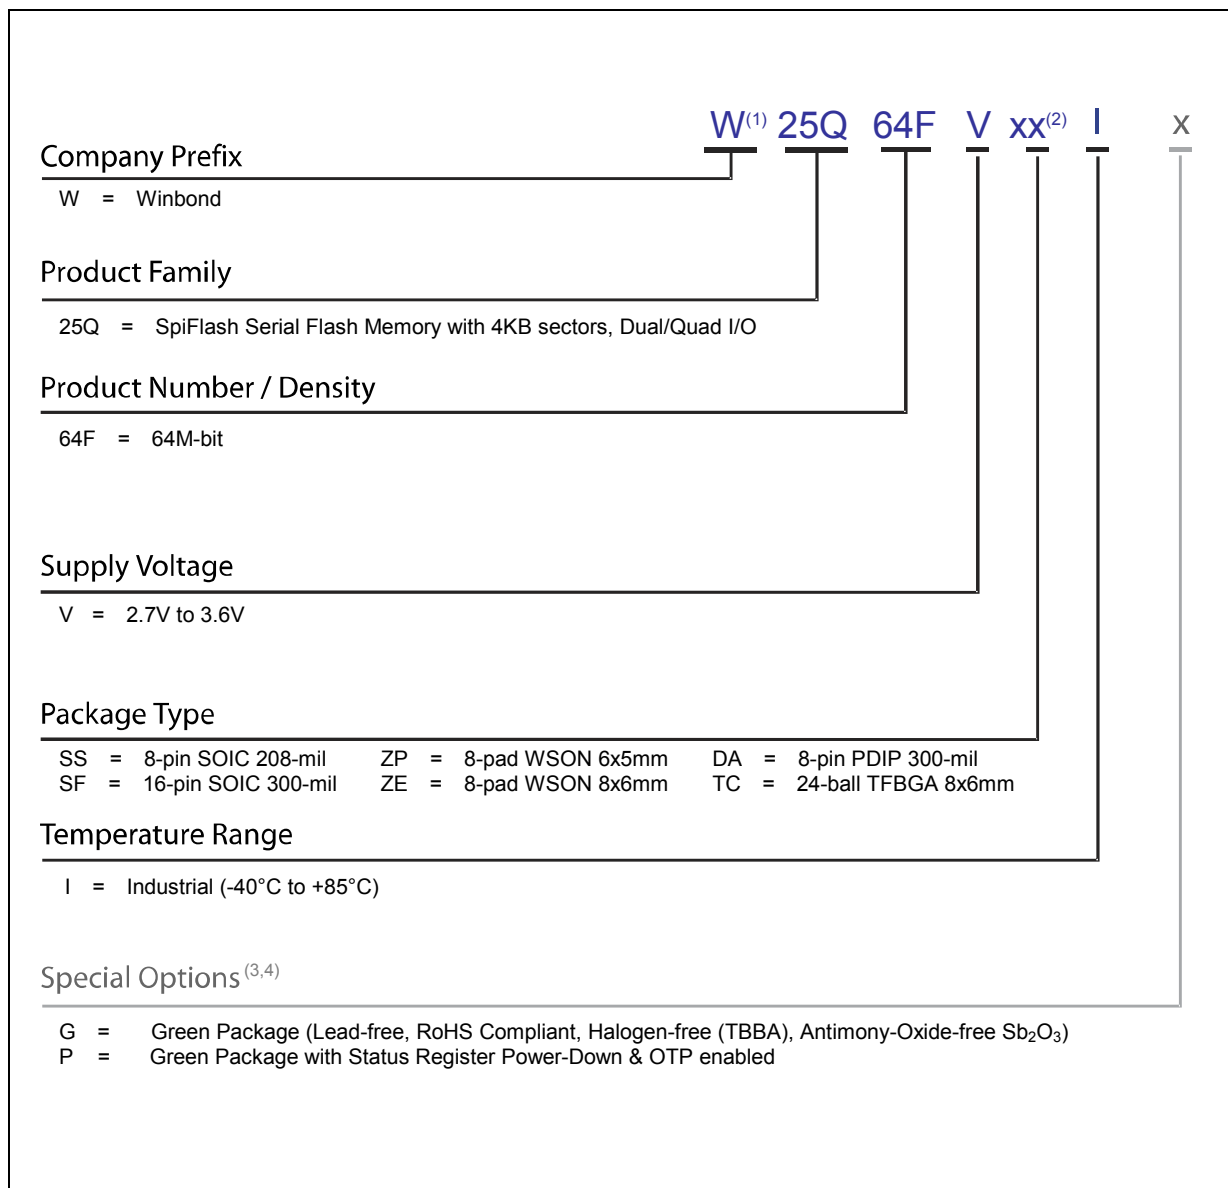 W(1) 25Q 64F V xx(2) I x
Company Prefix
W = Winbond
Product Family
25Q = SpiFlash Serial Flash Memory with 4KB sectors, Dual/Quad I/O
Product Number / Density
64F = 64M-bit
Supply Voltage
V = 2.7V to 3.6V
Package Type
SS = 8-pin SOIC 208-mil ZP = 8-pad WSON 6x5mm DA = 8-pin PDIP 300-mil
SF = 16-pin SOIC 300-mil ZE = 8-pad WSON 8x6mm TC = 24-ball TFBGA 8x6mm
Temperature Range
I = Industrial (-40°C to +85°C)
Special Options (3,4)
G = Green Package (Lead-free, RoHS Compliant, Halogen-free (TBBA), Antimony-Oxide-free Sb2O3)
P = Green Package with Status Register Power-Down & OTP enabled